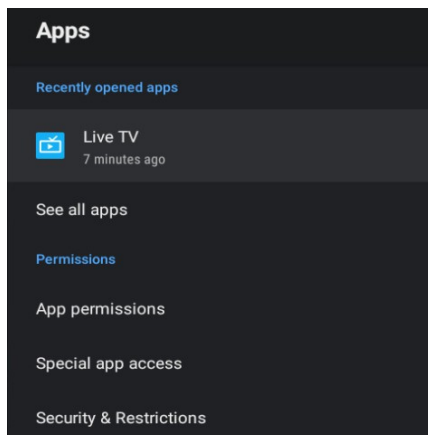 Apps
Recently opened apps
Live TV
7 minutes ago
See all apps
Permissions
App permissions
Special app access
Security & Restrictions